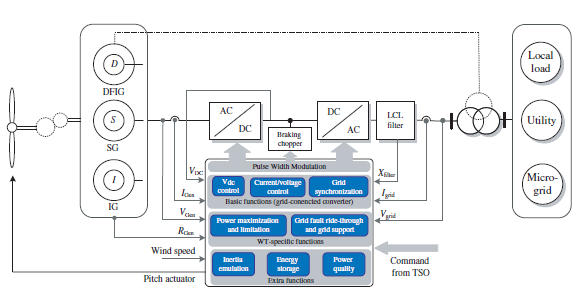 D
DFIG
S
SG
I
IG
AC
DC
Braking
chopper
DC
AC
LCL
filter
Local
load
Utility
Micro-
grid
Pulse Width Modulation
Vdc
control
Current/voltage
control
Grid
synchronization
Basic functions (grid-conencted converter)
Power maximization
and limitation
Grid fault ride-through
and grid support
WT-specific functions
Inertia
emulation
Energy
storage
Power
quality
Extra functions
VDC
IGen
VGen
RGen
Wind speed
Pitch actuator
Xfilter
Igrid
Vgrid
Command
from TSO